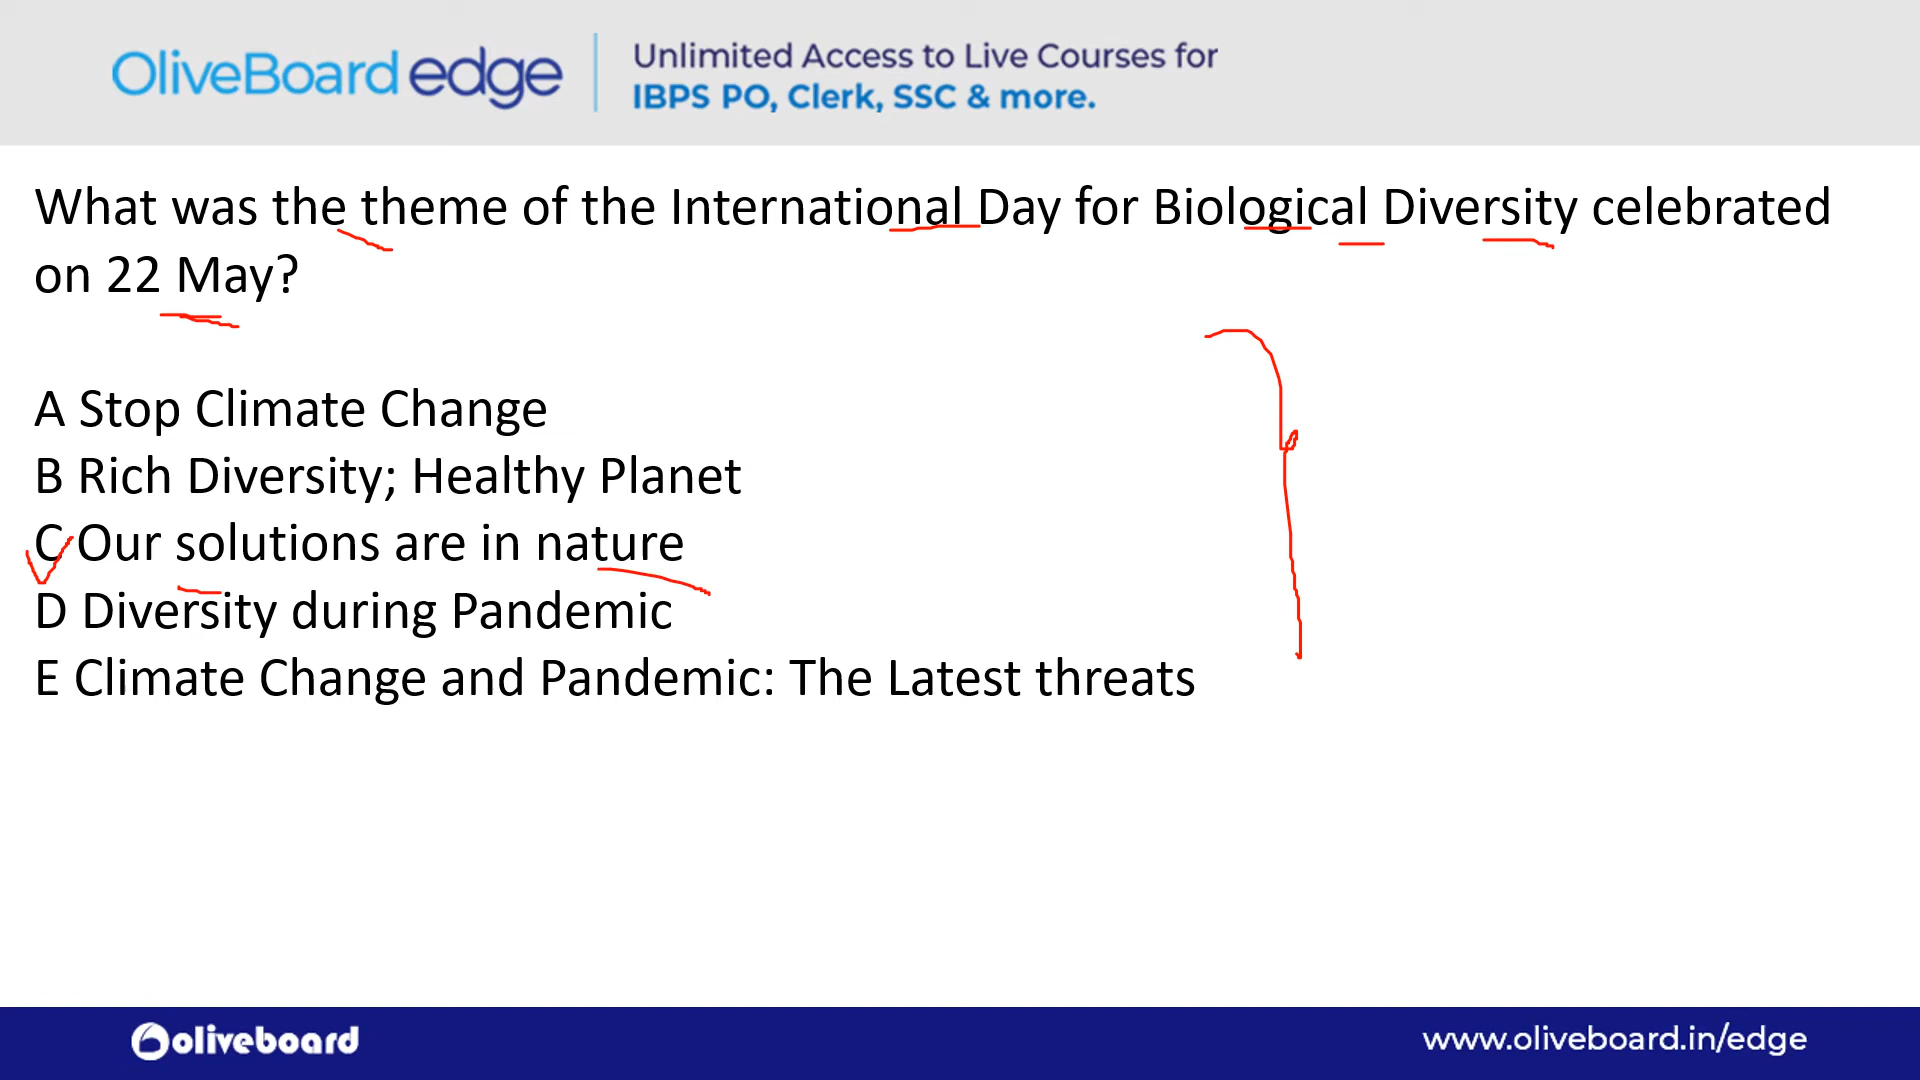 OliveBoard edge
Unlimited Access to Live Courses for
IBPS PO, Clerk, SSC & more.
What was the theme of the International Day for Biological Diversity celebrated
on 22 May?
A Stop Climate Change
B Rich Diversity; Healthy Planet
C Our solutions are in nature
D Diversity during Pandemic
E Climate Change and Pandemic: The Latest threats
oliveboard
www.oliveboard.in/edge